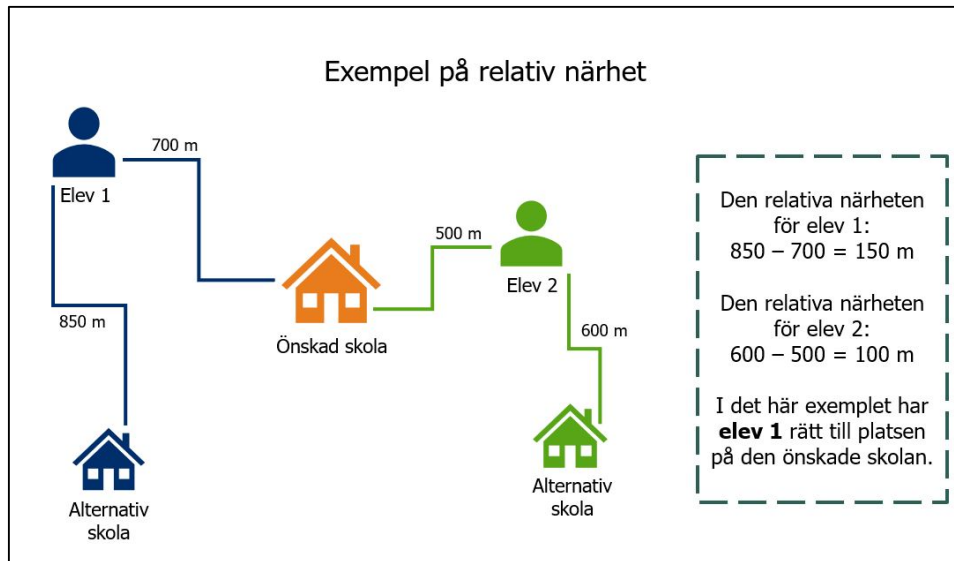 Exempel på relativ närhet
700 m
Elev 1
850 m
Alternativ
skola
Önskad skola
500 m
Elev 2
600 m
Alternativ
skola
Den relativa närheten
för elev 1:
850 – 700 = 150 m
Den relativa närheten
för elev 2:
600 – 500 = 100 m
I det här exemplet har
elev 1 rätt till platsen
på den önskade skolan.